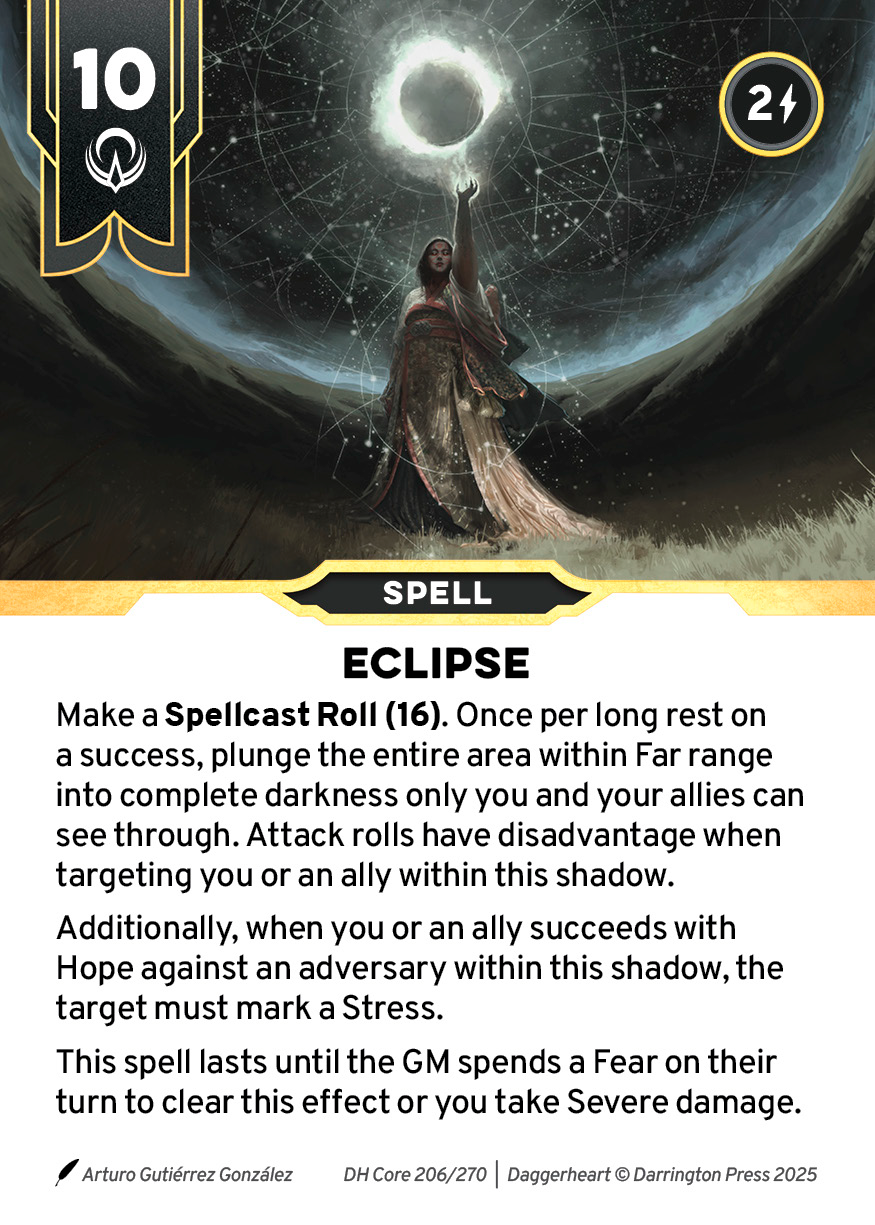 10
2
SPELL
ECLIPSE
Make a Spellcast Roll (16). Once per long rest on
a success, plunge the entire area within Far range
into complete darkness only you and your allies can
see through. Attack rolls have disadvantage when
targeting you or an ally within this shadow.
Additionally, when you or an ally succeeds with
Hope against an adversary within this shadow, the
target must mark a Stress.
This spell lasts until the GM spends a Fear on their
turn to clear this effect or you take Severe damage.
Arturo Gutiérrez González DH Core 206/270 | Daggerheart © Darrington Press 2025